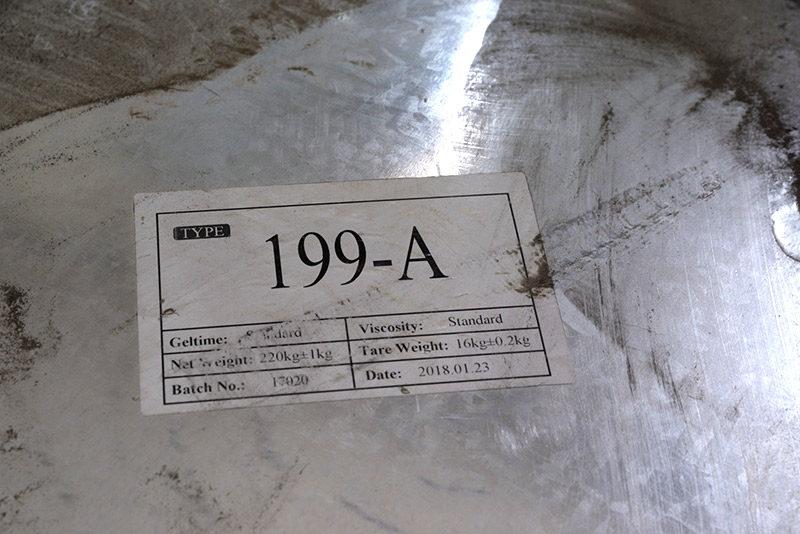 TYPE
199-A
Geltime: Standard
Viscosity: Standard
Net Weight: 220kg±1kg
Tare Weight: 16kg±0.2kg
Batch No.:
Date: 2018.01.23